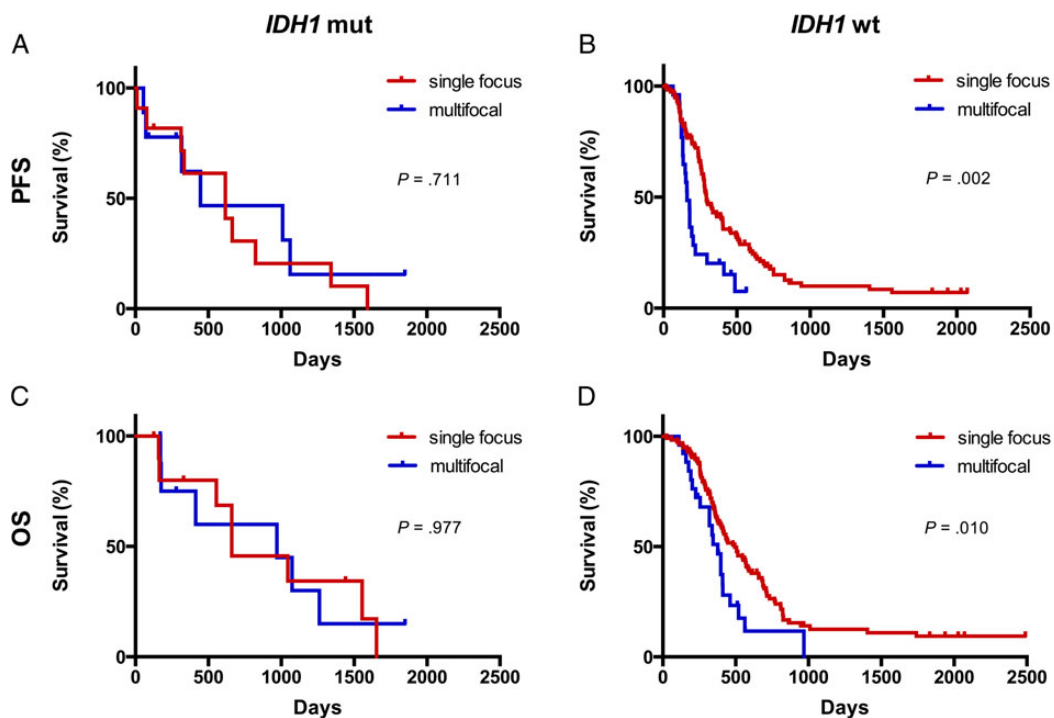 IDH1 mut
IDH1 wt
PFS
OS
A
Survival (%)
100
50
0
0 500 1000 1500 2000 2500
Days
single focus
multifocal
P = .711
B
Survival (%)
100
50
0
0 500 1000 1500 2000 2500
Days
single focus
multifocal
P = .002
C
Survival (%)
100
50
0
0 500 1000 1500 2000 2500
Days
single focus
multifocal
P = .977
D
Survival (%)
100
50
0
0 500 1000 1500 2000 2500
Days
single focus
multifocal
P = .010